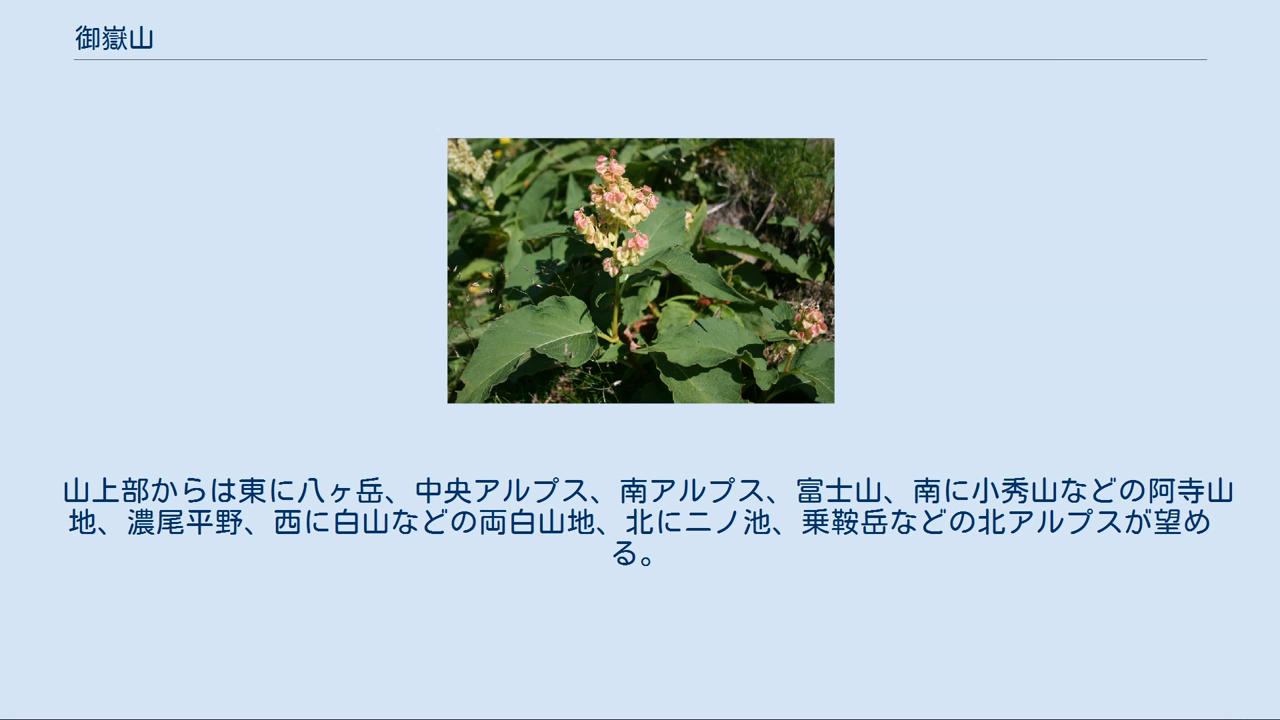 御嶽山
山上部からは東に八ヶ岳、中央アルプス、南アルプス、富士山、南に小秀山などの阿寺山
地、濃尾平野、西に白山などの両白山地、北に二ノ池、乗鞍岳などの北アルプスが望め
る。